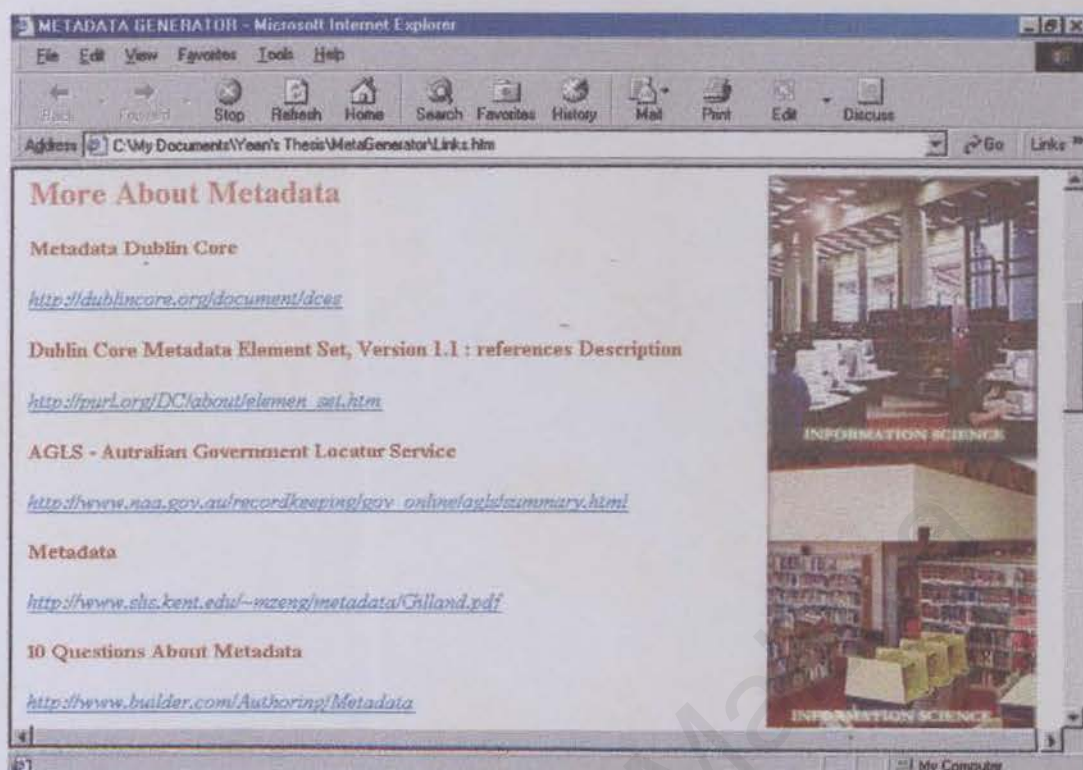 METADATA GENERATOR - Microsoft Internet Explorer
File Edit View Favorites Tools Help
Back Forward Stop Refresh Home Search Favorites History Mail Print Edit Discuss
Address C:\My Documents\Yeen's Thesis\MetaGenerator\Links.htm Go Links
More About Metadata
Metadata Dublin Core
http://dublincore.org/document/dces
Dublin Core Metadata Element Set, Version 1.1 : references Description
http://purl.org/DC/about/elemen_set.htm
AGLS - Autralian Government Locator Service
http://www.naa.gov.au/recordkeeping/gov_online/agls/summary.html
Metadata
http://www.slis.kent.edu/~mzeng/metadata/Gilland.pdf
10 Questions About Metadata
http://www.builder.com/Authoring/Metadata
INFORMATION SCIENCE
INFORMATION SCIENCE
My Computer